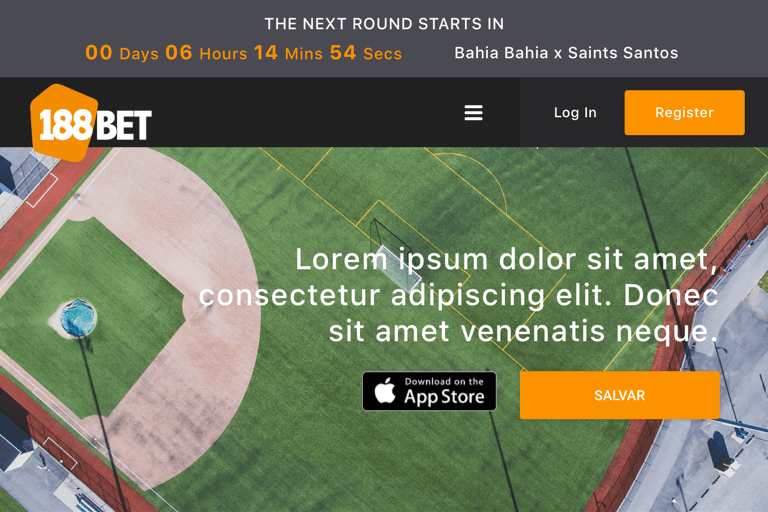 THE NEXT ROUND STARTS IN
00 Days 06 Hours 14 Mins 54 Secs
Bahia Bahia x Saints Santos
188BET
Log In
Register
Lorem ipsum dolor sit amet,
consectetur adipiscing elit. Donec
sit amet venenatis neque.
Download on the
App Store
SALVAR